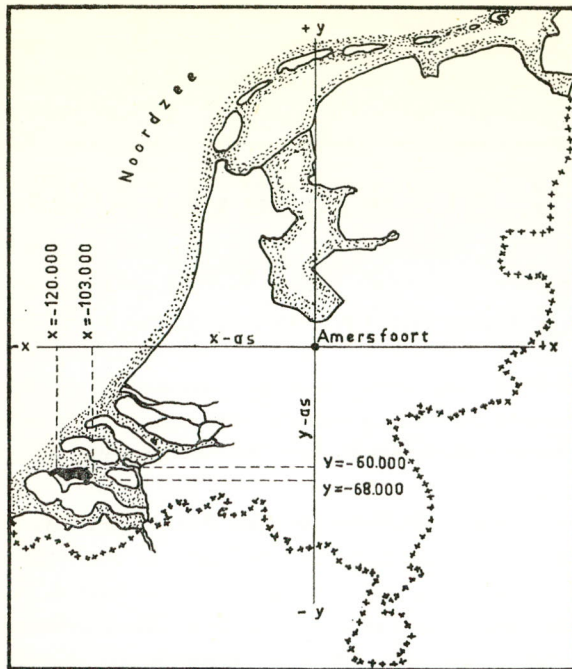 +y
Noordzee
x=-120.000
x=-103.000
-x
x-as
Amersfoort
+x
y-as
y=-60.000
y=-68.000
-y